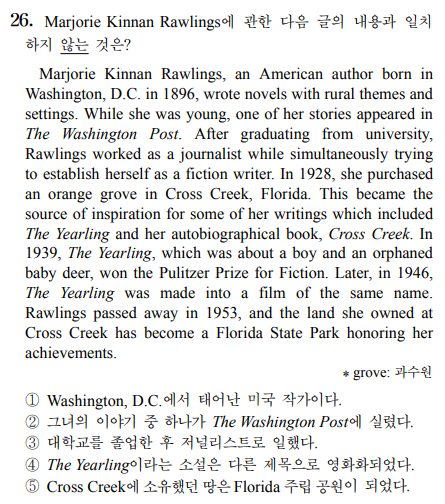 26. Marjorie Kinnan Rawlings에 관한 다음 글의 내용과 일치
하지 않는 것은?
Marjorie Kinnan Rawlings, an American author born in
Washington, D.C. in 1896, wrote novels with rural themes and
settings. While she was young, one of her stories appeared in
The Washington Post. After graduating from university,
Rawlings worked as a journalist while simultaneously trying
to establish herself as a fiction writer. In 1928, she purchased
an orange grove in Cross Creek, Florida. This became the
source of inspiration for some of her writings which included
The Yearling and her autobiographical book, Cross Creek. In
1939, The Yearling, which was about a boy and an orphaned
baby deer, won the Pulitzer Prize for Fiction. Later, in 1946,
The Yearling was made into a film of the same name.
Rawlings passed away in 1953, and the land she owned at
Cross Creek has become a Florida State Park honoring her
achievements.
* grove: 과수원
① Washington, D.C.에서 태어난 미국 작가이다.
② 그녀의 이야기 중 하나가 The Washington Post에 실렸다.
③ 대학교를 졸업한 후 저널리스트로 일했다.
④ The Yearling이라는 소설은 다른 제목으로 영화화되었다.
⑤ Cross Creek에 소유했던 땅은 Florida 주립 공원이 되었다.